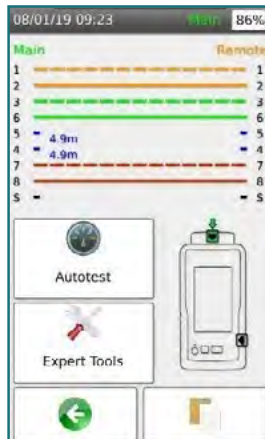 08/01/19 09:23 Main 86%
Main Remote
1 1
2 2
3 3
6 6
5 4.9m 5
4 4.9m 4
7 7
8 8
S S
Autotest
Expert Tools